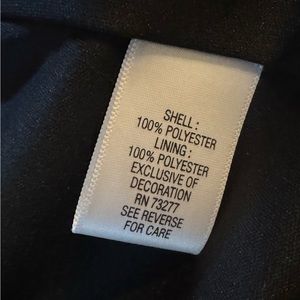 SHELL :
100% POLYESTER
LINING :
100% POLYESTER
EXCLUSIVE OF
DECORATION
RN 73277
SEE REVERSE
FOR CARE